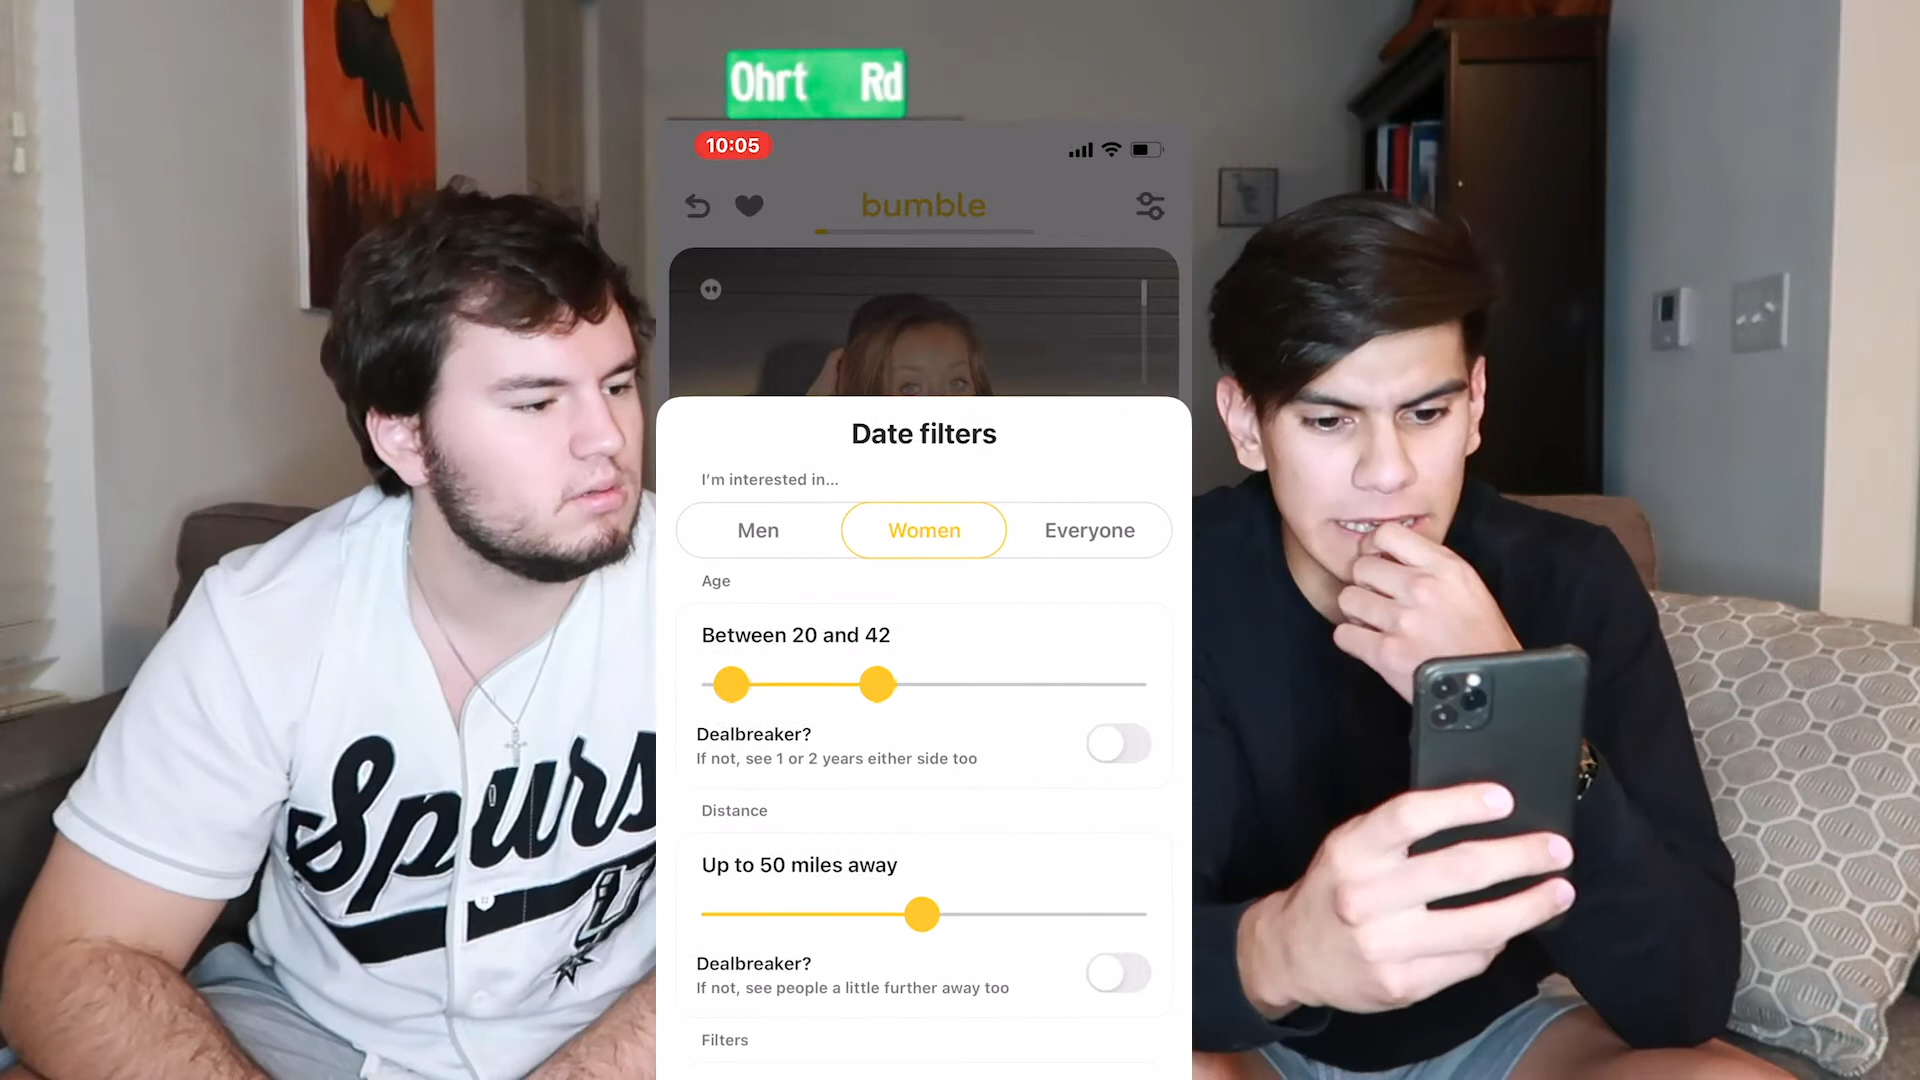 Ohrt Rd
10:05
bumble
Date filters
I'm interested in...
Men Women Everyone
Age
Between 20 and 42
Dealbreaker?
If not, see 1 or 2 years either side too
Distance
Up to 50 miles away
Dealbreaker?
If not, see people a little further away too
Filters
Spurs